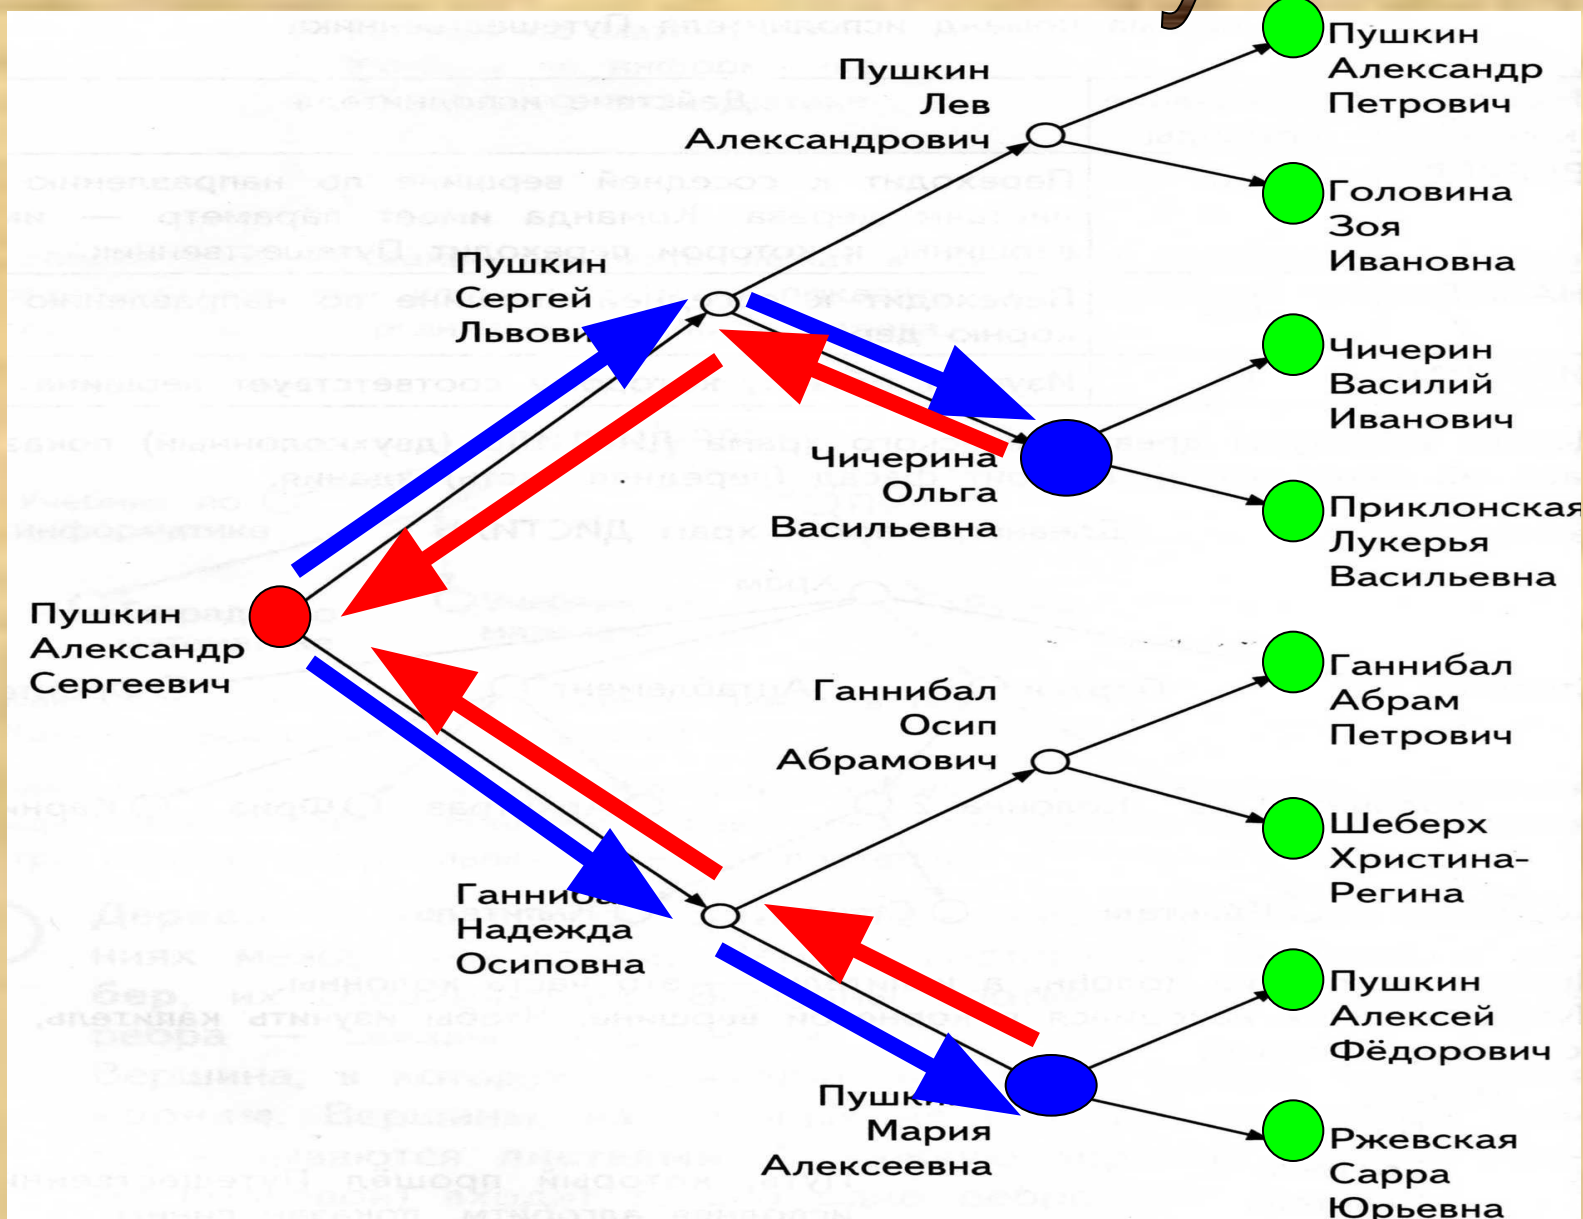 Пушкин
Александр
Сергеевич
Пушкин
Сергей
Ганнибал
Надежда
Осиповна
Пушкин
Лев
Александрович
Чичерина
Ольга
Васильевна
Ганнибал
Осип
Абрамович
Мария
Алексеевна
Пушкин
Александр
Петрович
Головина
Зоя
Ивановна
Чичерин
Василий
Иванович
Приклонская
Лукерья
Васильевна
Ганнибал
Абрам
Петрович
Шеберх
Христина-
Регина
Пушкин
Алексей
Фёдорович
Ржевская
Сарра
Юрьевна